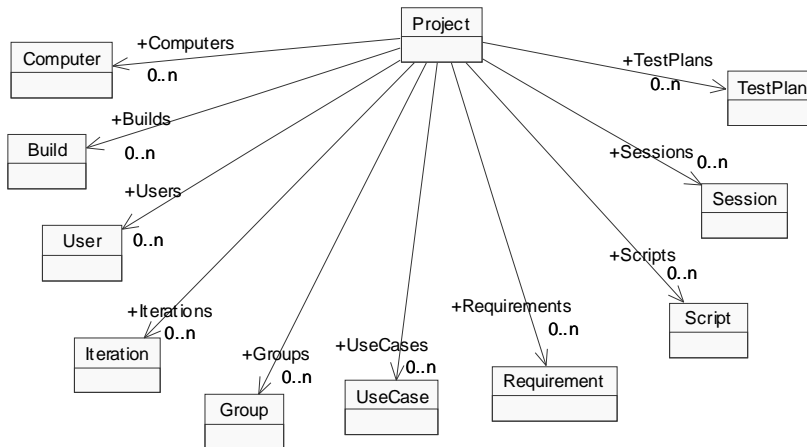 Project
+Computers
Computer
0..n
+TestPlans
0..n
TestPlan
+Builds
Build
0..n
+Sessions
0..n
Session
+Users
User
0..n
+Scripts
0..n
Script
+Iterations
0..n
Iteration
+Requirements
0..n
Requirement
+Groups
0..n
Group
+UseCases
0..n
UseCase